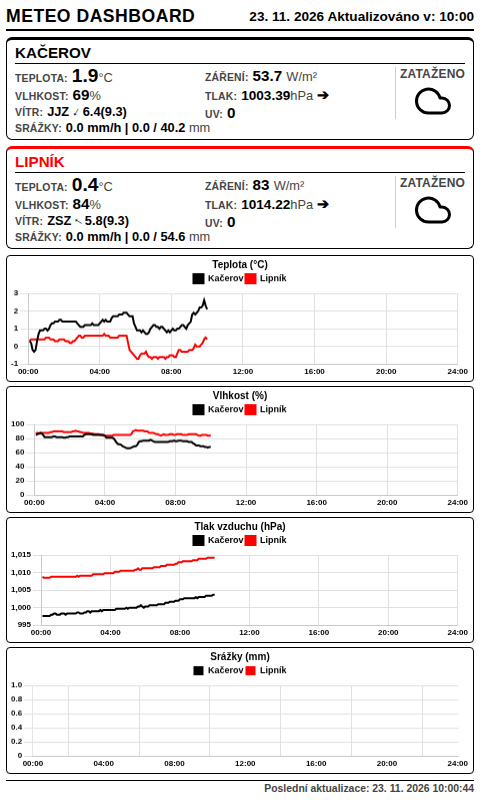 METEO DASHBOARD 23. 11. 2026 Aktualizováno v: 10:00
KAČEROV
TEPLOTA: 1.9°C ZÁŘENÍ: 53.7 W/m² ZATAŽENO
VLHKOST: 69% TLAK: 1003.39hPa ➔
VÍTR: JJZ ↓ 6.4(9.3) UV: 0
SRÁŽKY: 0.0 mm/h | 0.0 / 40.2 mm
LIPNÍK
TEPLOTA: 0.4°C ZÁŘENÍ: 83 W/m² ZATAŽENO
VLHKOST: 84% TLAK: 1014.22hPa ➔
VÍTR: ZSZ ← 5.8(9.3) UV: 0
SRÁŽKY: 0.0 mm/h | 0.0 / 54.6 mm
Teplota (°C)
Kačerov Lipník
3
2
1
0
-1
00:00 04:00 08:00 12:00 16:00 20:00 24:00
Vlhkost (%)
Kačerov Lipník
100
80
60
40
20
0
00:00 04:00 08:00 12:00 16:00 20:00 24:00
Tlak vzduchu (hPa)
Kačerov Lipník
1,015
1,010
1,005
1,000
995
00:00 04:00 08:00 12:00 16:00 20:00 24:00
Srážky (mm)
Kačerov Lipník
1.0
0.8
0.6
0.4
0.2
0
00:00 04:00 08:00 12:00 16:00 20:00 24:00
Poslední aktualizace: 23. 11. 2026 10:00:44